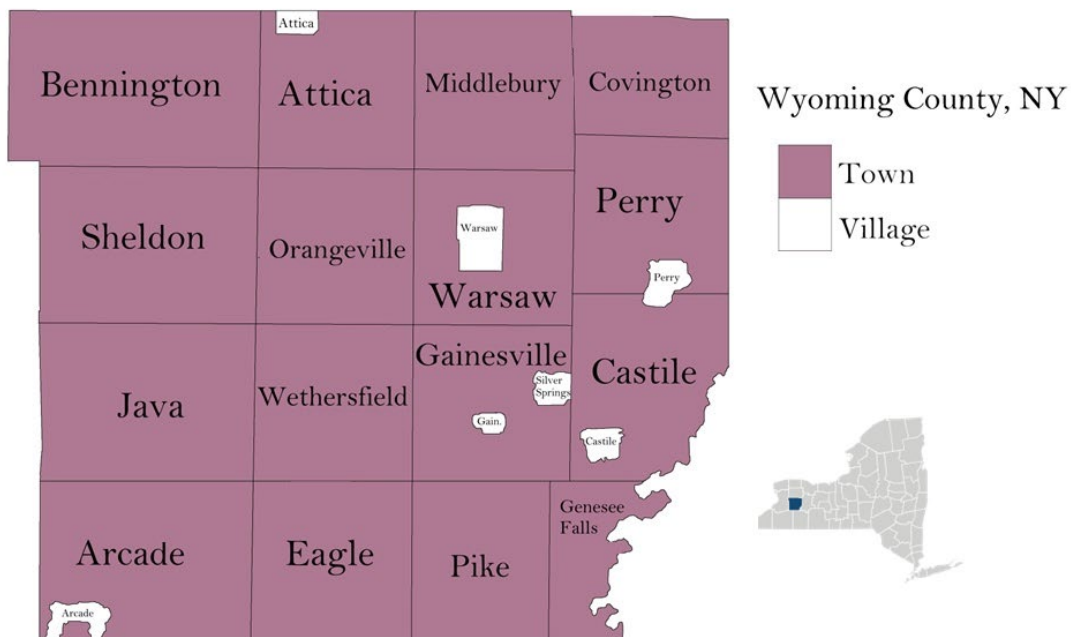 Attica
Bennington
Attica
Middlebury
Covington
Sheldon
Orangeville
Warsaw
Warsaw
Perry
Perry
Java
Wethersfield
Gainesville
Silver
Springs
Gain.
Castile
Castile
Arcade
Arcade
Eagle
Pike
Genesee
Falls
Wyoming County, NY
Town
Village